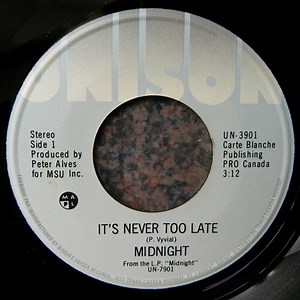 UNISON
Stereo
Side 1
Produced by
Peter Alves
for MSU Inc.
UN-3901
Carte Blanche
Publishing
PRO Canada
3:12
M A P L
IT'S NEVER TOO LATE
(P. Vyvial)
MIDNIGHT
From the L.P. "Midnight"
UN-7901